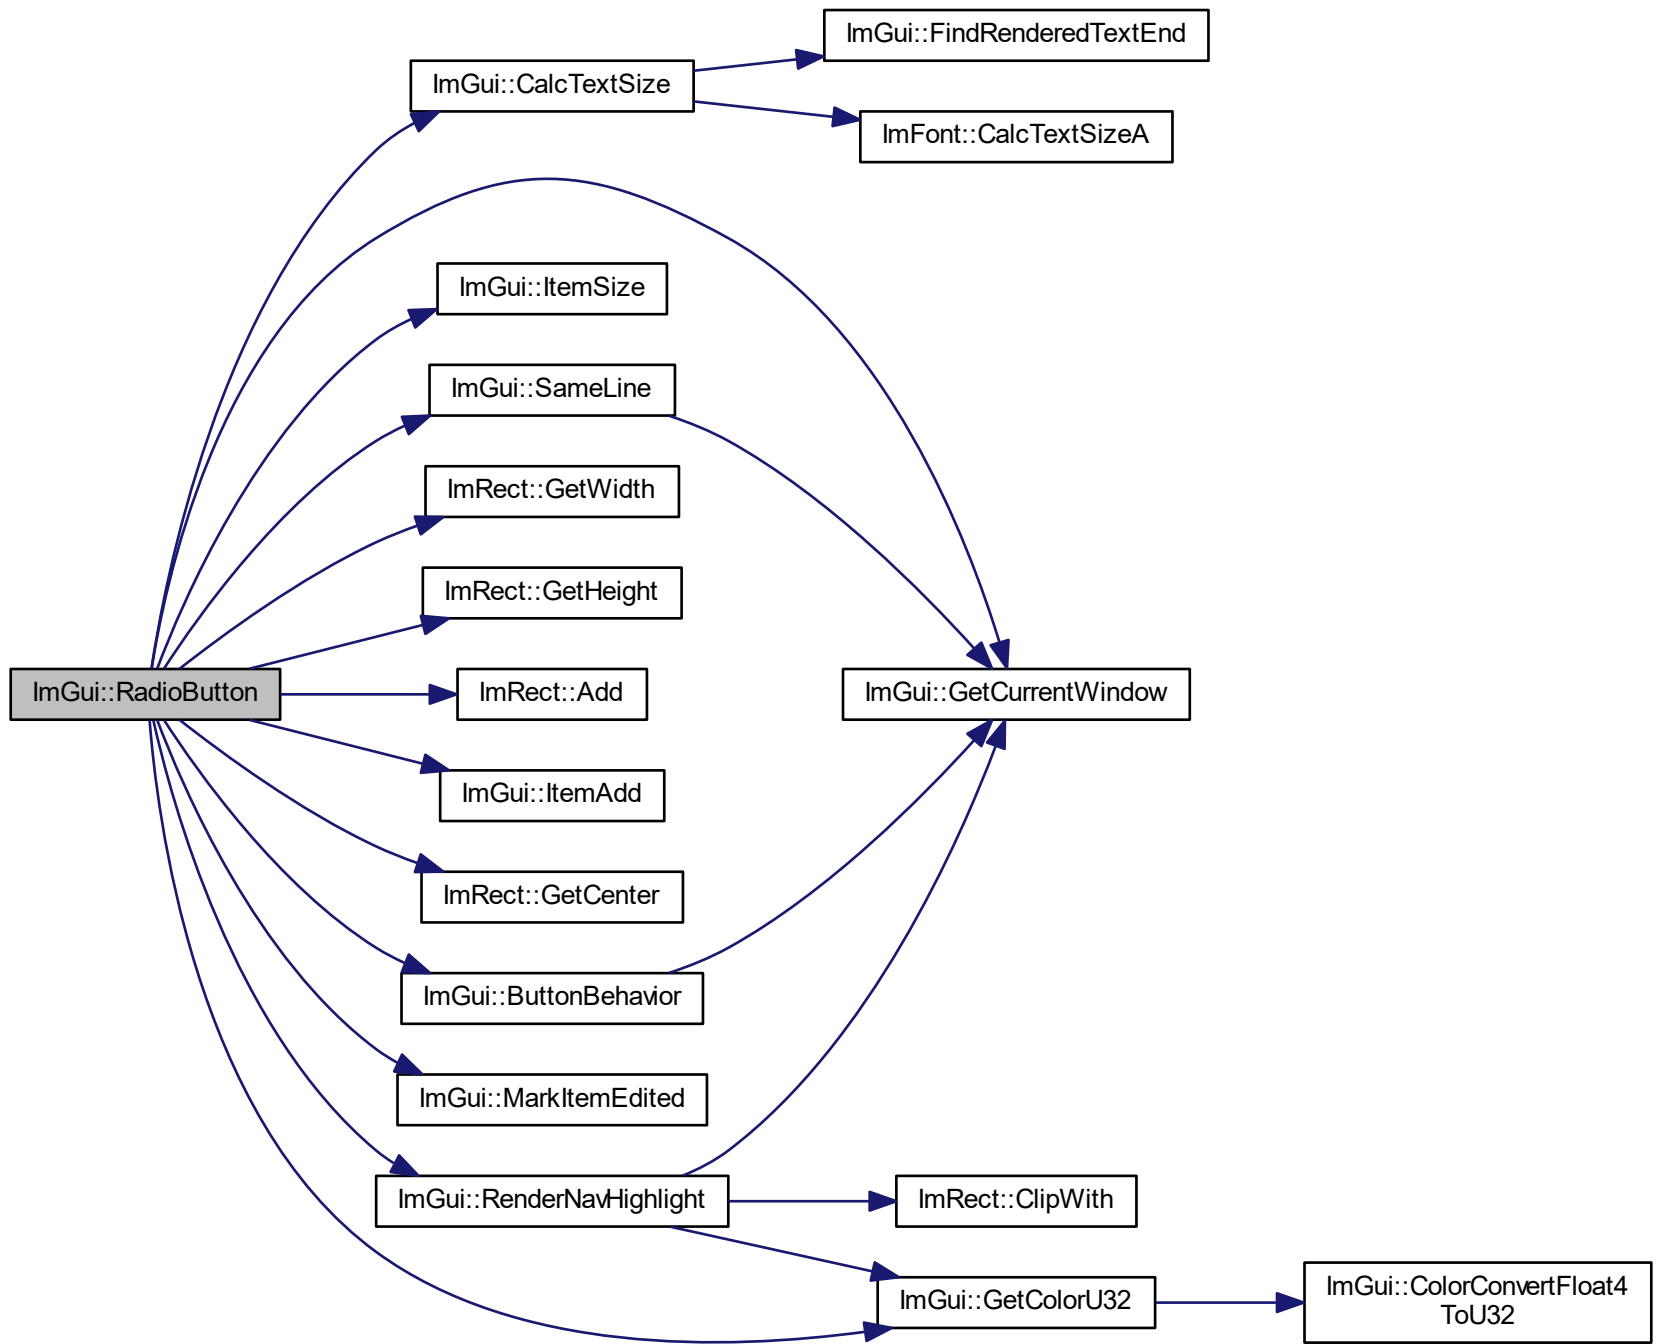 ImGui::FindRenderedTextEnd
ImGui::CalcTextSize
ImFont::CalcTextSizeA
ImGui::ItemSize
ImGui::SameLine
ImRect::GetWidth
ImRect::GetHeight
ImGui::RadioButton
ImRect::Add
ImGui::GetCurrentWindow
ImGui::ItemAdd
ImRect::GetCenter
ImGui::ButtonBehavior
ImGui::MarkItemEdited
ImGui::RenderNavHighlight
ImRect::ClipWith
ImGui::GetColorU32
ImGui::ColorConvertFloat4
ToU32